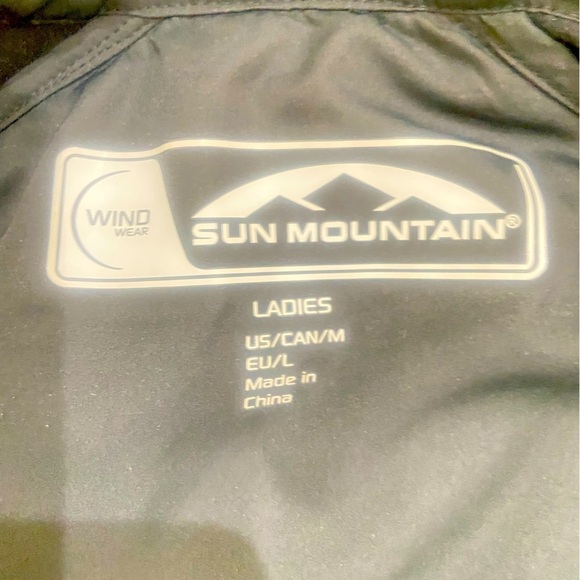 WIND
WEAR
SUN MOUNTAIN®
LADIES
US/CAN/M
EU/L
Made in
China